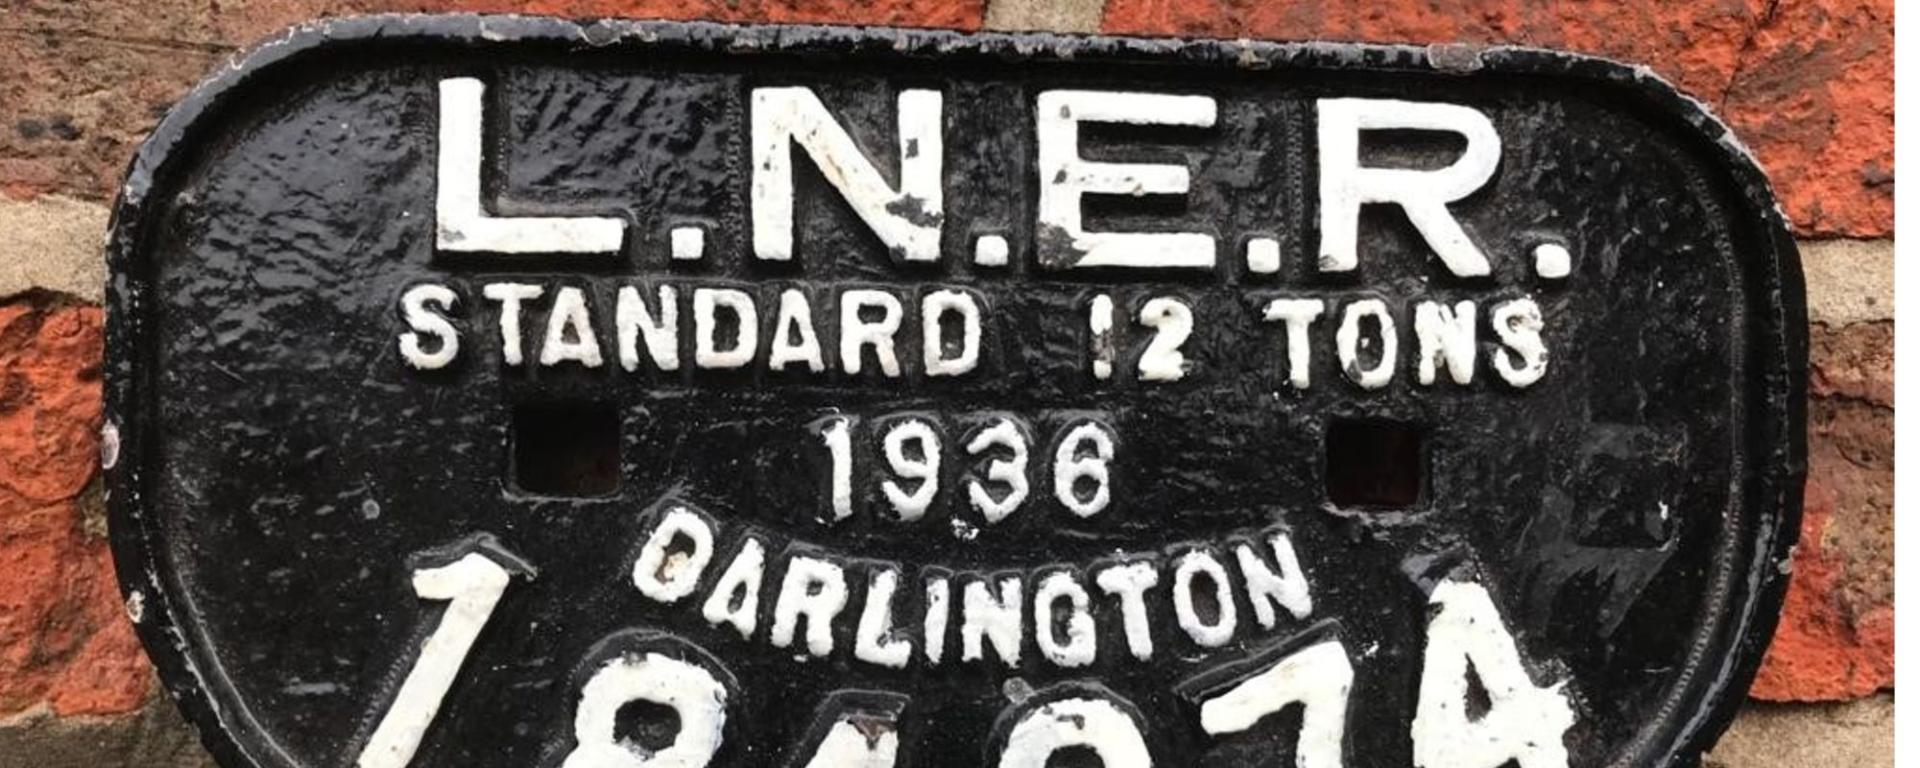 L.N.E.R.
STANDARD 12 TONS
1936
DARLINGTON